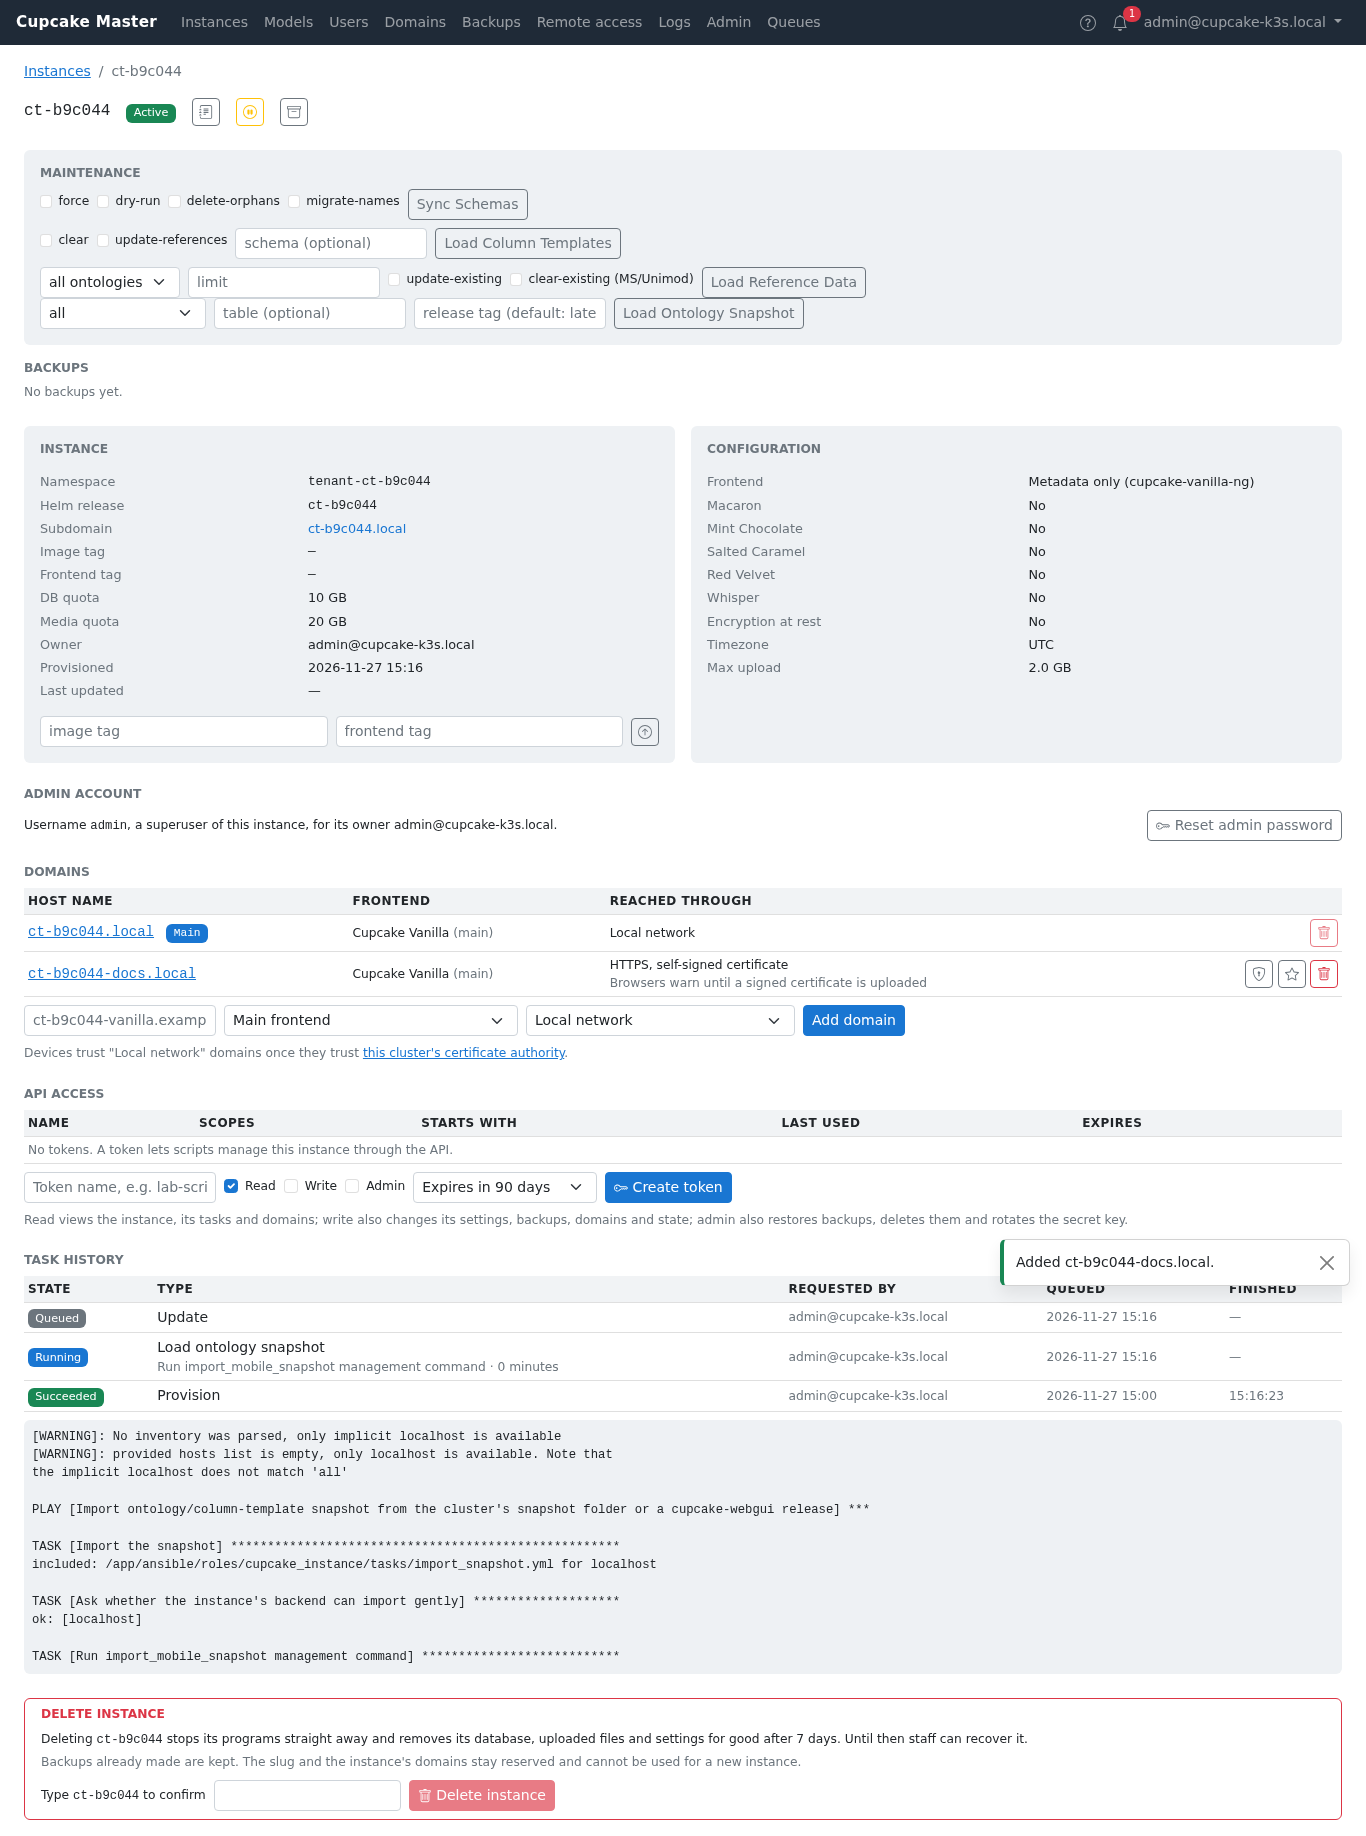 Cupcake Master Instances Models Users Domains Backups Remote access Logs Admin Queues 1 admin@cupcake-k3s.local
Instances / ct-b9c044
ct-b9c044 Active
MAINTENANCE
force dry-run delete-orphans migrate-names Sync Schemas
clear update-references schema (optional) Load Column Templates
all ontologies limit update-existing clear-existing (MS/Unimod) Load Reference Data
all table (optional) release tag (default: late Load Ontology Snapshot
BACKUPS
No backups yet.
INSTANCE
Namespace tenant-ct-b9c044
Helm release ct-b9c044
Subdomain ct-b9c044.local
Image tag —
Frontend tag —
DB quota 10 GB
Media quota 20 GB
Owner admin@cupcake-k3s.local
Provisioned 2026-11-27 15:16
Last updated —
image tag frontend tag
CONFIGURATION
Frontend Metadata only (cupcake-vanilla-ng)
Macaron No
Mint Chocolate No
Salted Caramel No
Red Velvet No
Whisper No
Encryption at rest No
Timezone UTC
Max upload 2.0 GB
ADMIN ACCOUNT
Username admin, a superuser of this instance, for its owner admin@cupcake-k3s.local. Reset admin password
DOMAINS
HOST NAME FRONTEND REACHED THROUGH
ct-b9c044.local Main Cupcake Vanilla (main) Local network
ct-b9c044-docs.local Cupcake Vanilla (main) HTTPS, self-signed certificate
Browsers warn until a signed certificate is uploaded
ct-b9c044-vanilla.examp Main frontend Local network Add domain
Devices trust "Local network" domains once they trust this cluster's certificate authority.
API ACCESS
NAME SCOPES STARTS WITH LAST USED EXPIRES
No tokens. A token lets scripts manage this instance through the API.
Token name, e.g. lab-scri Read Write Admin Expires in 90 days Create token
Read views the instance, its tasks and domains; write also changes its settings, backups, domains and state; admin also restores backups, deletes them and rotates the secret key.
TASK HISTORY
Added ct-b9c044-docs.local.
STATE TYPE REQUESTED BY QUEUED FINISHED
Queued Update admin@cupcake-k3s.local 2026-11-27 15:16 —
Running Load ontology snapshot admin@cupcake-k3s.local 2026-11-27 15:16 —
Run import_mobile_snapshot management command · 0 minutes
Succeeded Provision admin@cupcake-k3s.local 2026-11-27 15:00 15:16:23
[WARNING]: No inventory was parsed, only implicit localhost is available
[WARNING]: provided hosts list is empty, only localhost is available. Note that
the implicit localhost does not match 'all'
PLAY [Import ontology/column-template snapshot from the cluster's snapshot folder or a cupcake-webgui release] ***
TASK [Import the snapshot] *****************************************************
included: /app/ansible/roles/cupcake_instance/tasks/import_snapshot.yml for localhost
TASK [Ask whether the instance's backend can import gently] ********************
ok: [localhost]
TASK [Run import_mobile_snapshot management command] ***************************
DELETE INSTANCE
Deleting ct-b9c044 stops its programs straight away and removes its database, uploaded files and settings for good after 7 days. Until then staff can recover it.
Backups already made are kept. The slug and the instance's domains stay reserved and cannot be used for a new instance.
Type ct-b9c044 to confirm Delete instance